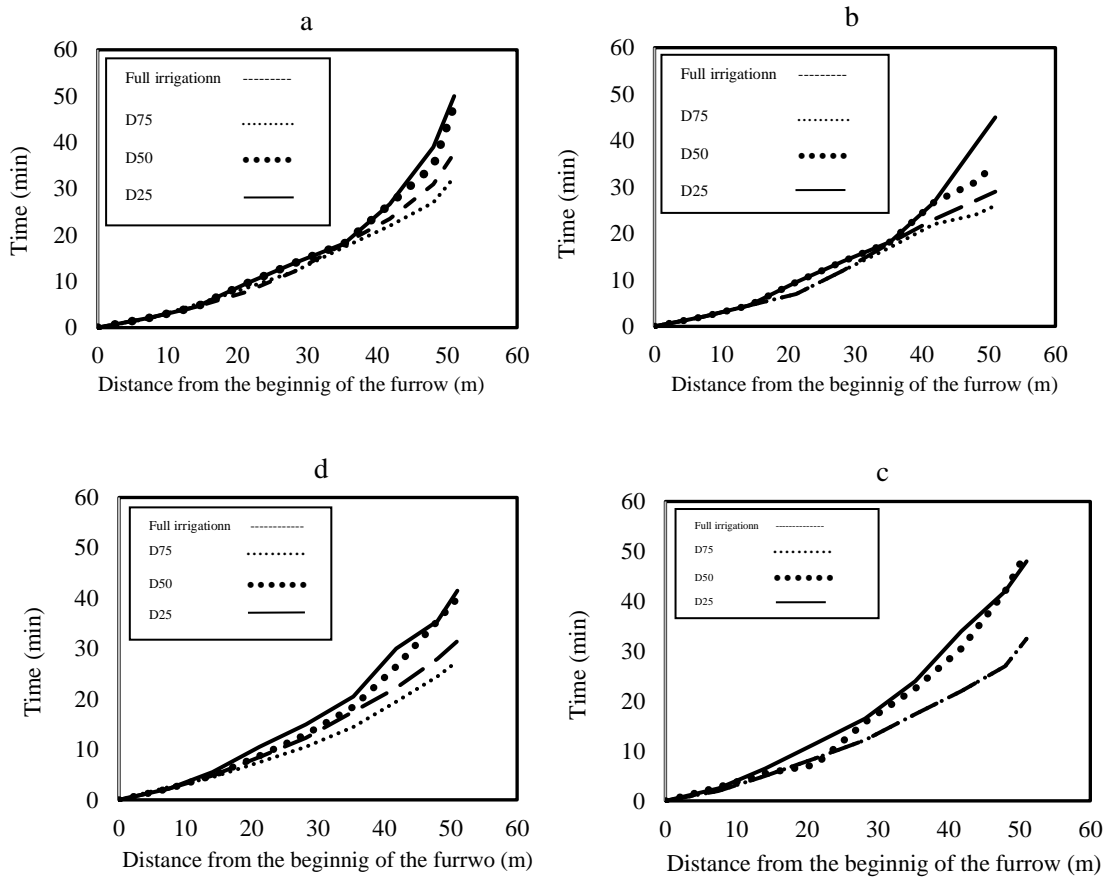 a
60
50
40
30
20
10
0
Time (min)
Full irrigationn
D75
D50
D25
0 10 20 30 40 50 60
Distance from the beginnig of the furrow (m)
b
60
50
40
30
20
10
0
Time (min)
Full irrigationn
D75
D50
D25
0 10 20 30 40 50 60
Distance from the beginnig of the furrow (m)
d
60
50
40
30
20
10
0
Time (min)
Full irrigationn
D75
D50
D25
0 10 20 30 40 50 60
Distance from the beginnig of the furrwo (m)
c
60
50
40
30
20
10
0
Time (min)
Full irrigationn
D75
D50
D25
0 10 20 30 40 50 60
Distance from the beginnig of the furrow (m)